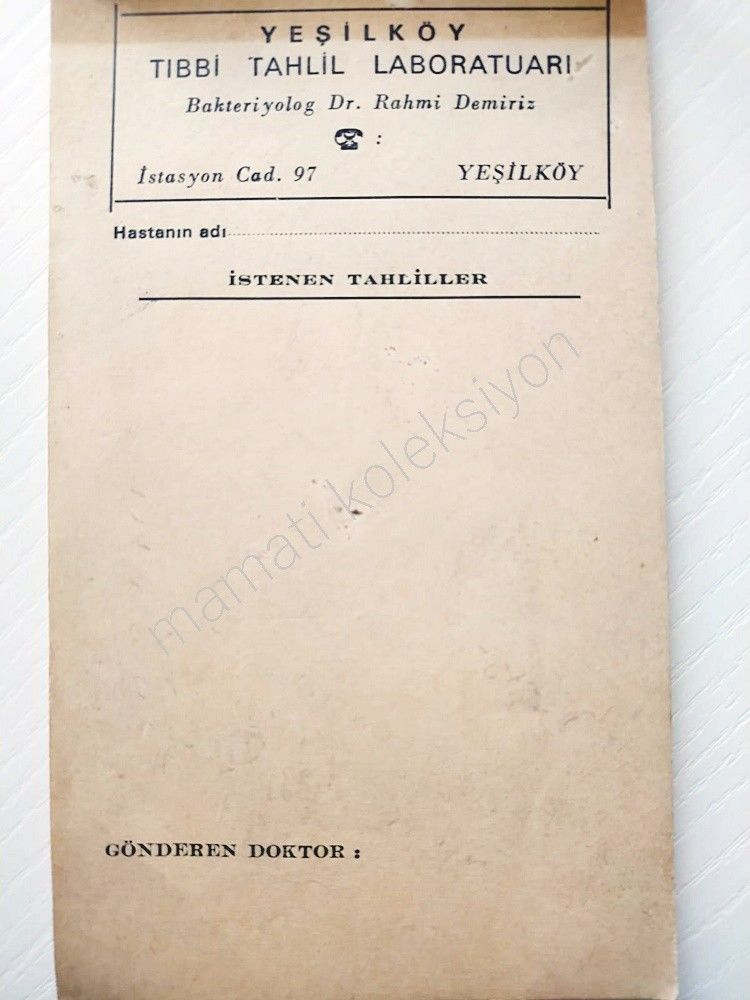 YEŞİLKÖY
TIBBİ TAHLİL LABORATUARI
Bakteriyolog Dr. Rahmi Demiriz
☎ :
İstasyon Cad. 97 YEŞİLKÖY
Hastanın adı
İSTENEN TAHLİLLER
mamati koleksiyon
GÖNDEREN DOKTOR :